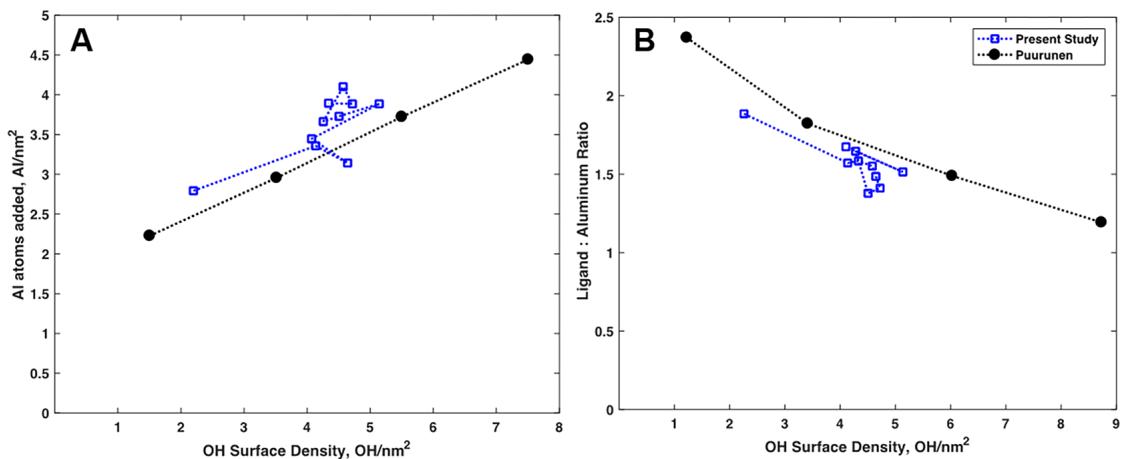 A
5
4.5
4
3.5
3
2.5
2
1.5
1
0.5
0
Al atoms added, Al/nm²
1 2 3 4 5 6 7 8
OH Surface Density, OH/nm²
B
Present Study
Puurunen
2.5
2
1.5
1
0.5
0
Ligand : Aluminum Ratio
1 2 3 4 5 6 7 8 9
OH Surface Density, OH/nm²